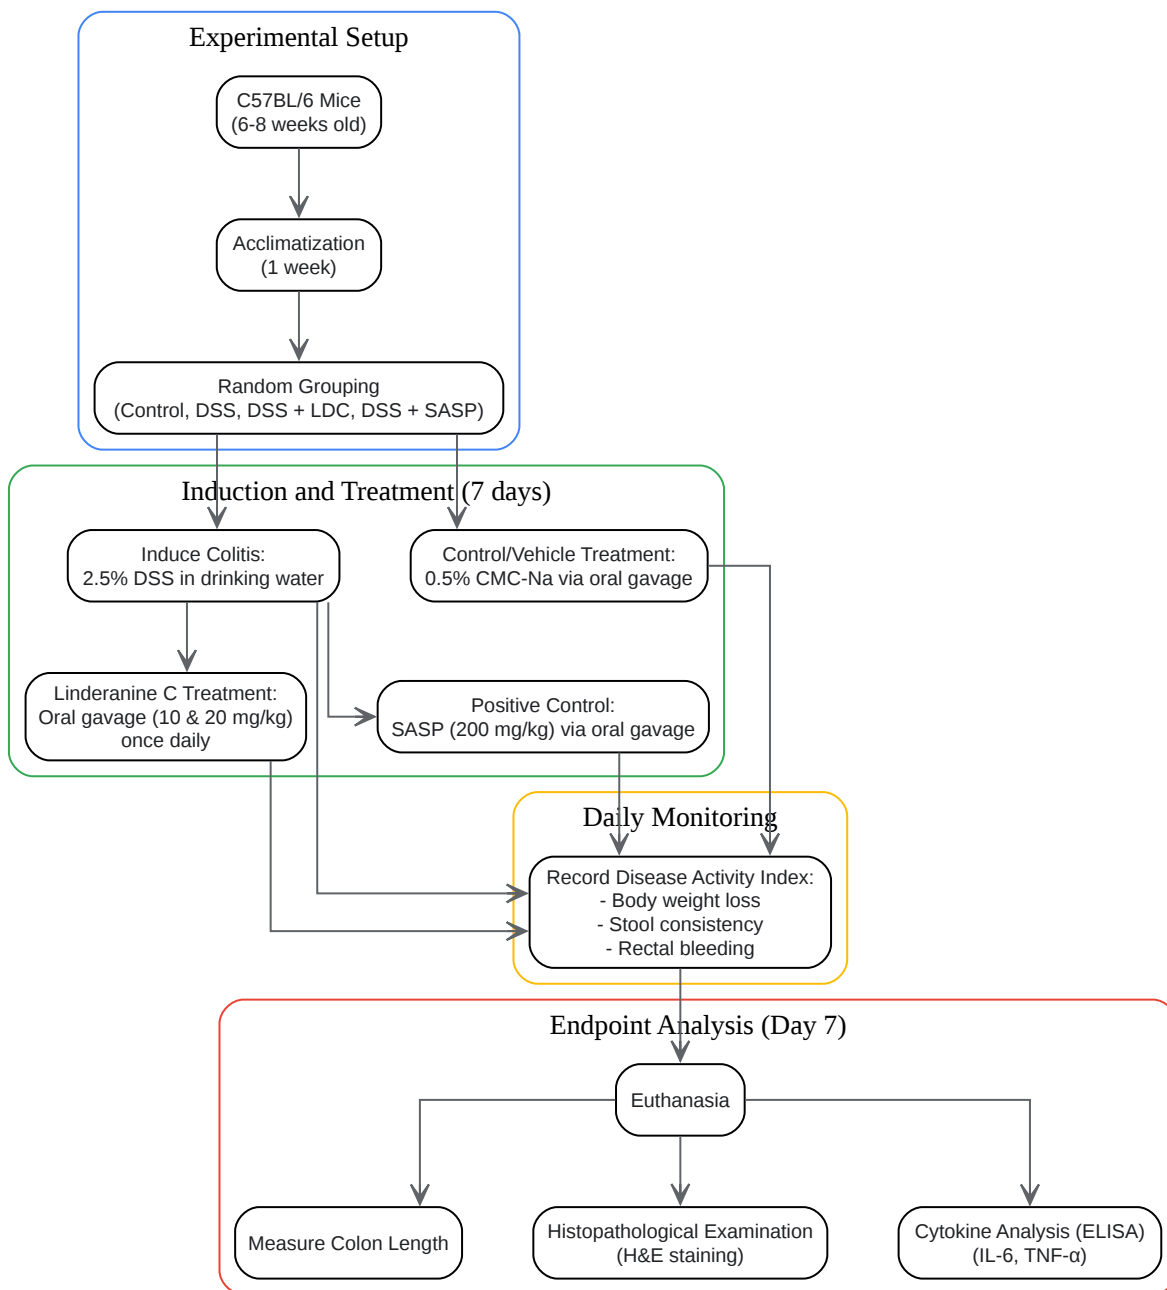 Experimental Setup
C57BL/6 Mice
(6-8 weeks old)
Acclimatization
(1 week)
Random Grouping
(Control, DSS, DSS + LDC, DSS + SASP)
Induction and Treatment (7 days)
Induce Colitis:
2.5% DSS in drinking water
Control/Vehicle Treatment:
0.5% CMC-Na via oral gavage
Linderanine C Treatment:
Oral gavage (10 & 20 mg/kg)
once daily
Positive Control:
SASP (200 mg/kg) via oral gavage
Daily Monitoring
Record Disease Activity Index:
- Body weight loss
- Stool consistency
- Rectal bleeding
Endpoint Analysis (Day 7)
Euthanasia
Measure Colon Length
Histopathological Examination
(H&E staining)
Cytokine Analysis (ELISA)
(IL-6, TNF-α)